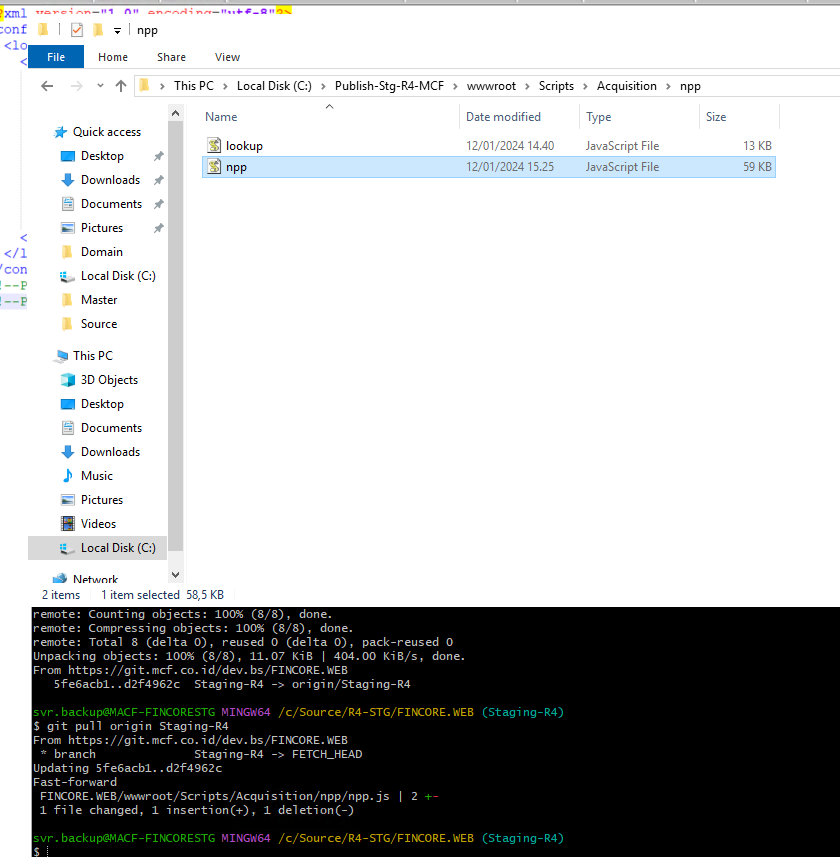 ?xml version="1.0" encoding="utf-8"?>
conf
<lo
<
npp
File Home Share View
This PC Local Disk (C:) Publish-Stg-R4-MCF wwwroot Scripts Acquisition npp
Name Date modified Type Size
Quick access
Desktop
Downloads
Documents
Pictures
Domain
Local Disk (C:)
Master
Source
This PC
3D Objects
Desktop
Documents
Downloads
Music
Pictures
Videos
Local Disk (C:)
Network
lookup 12/01/2024 14.40 JavaScript File 13 KB
npp 12/01/2024 15.25 JavaScript File 59 KB
<
</l
/con
!--P
!--P
2 items 1 item selected 58,5 KB
remote: Counting objects: 100% (8/8), done.
remote: Compressing objects: 100% (8/8), done.
remote: Total 8 (delta 0), reused 0 (delta 0), pack-reused 0
Unpacking objects: 100% (8/8), 11.07 KiB | 404.00 KiB/s, done.
From https://git.mcf.co.id/dev.bs/FINCORE.WEB
5fe6acb1..d2f4962c Staging-R4 -> origin/Staging-R4
svr.backup@MACF-FINCORESTG MINGW64 /c/Source/R4-STG/FINCORE.WEB (Staging-R4)
$ git pull origin Staging-R4
From https://git.mcf.co.id/dev.bs/FINCORE.WEB
* branch Staging-R4 -> FETCH_HEAD
Updating 5fe6acb1..d2f4962c
Fast-forward
FINCORE.WEB/wwwroot/Scripts/Acquisition/npp/npp.js | 2 +-
1 file changed, 1 insertion(+), 1 deletion(-)
svr.backup@MACF-FINCORESTG MINGW64 /c/Source/R4-STG/FINCORE.WEB (Staging-R4)
$